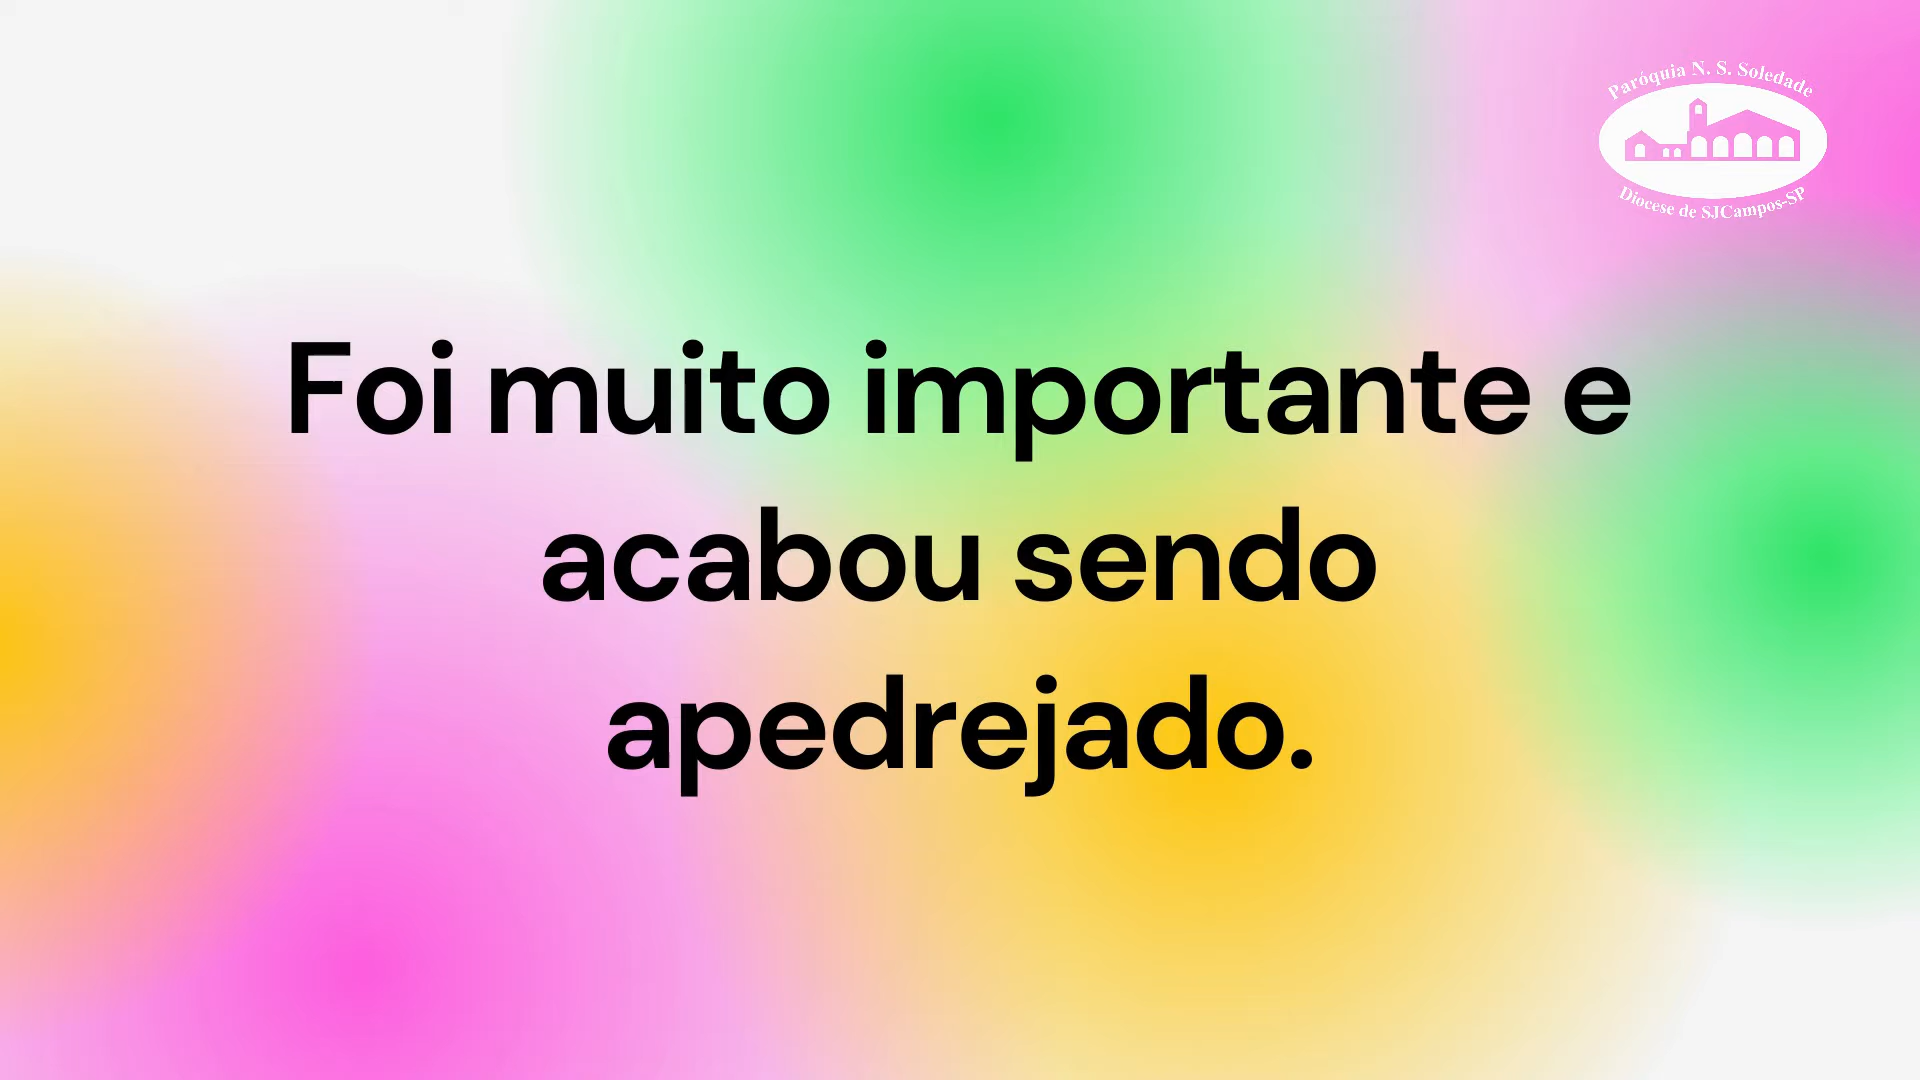 Paróquia N. S. Soledade
Diocese de SJCampos-SP
Foi muito importante e
acabou sendo
apedrejado.